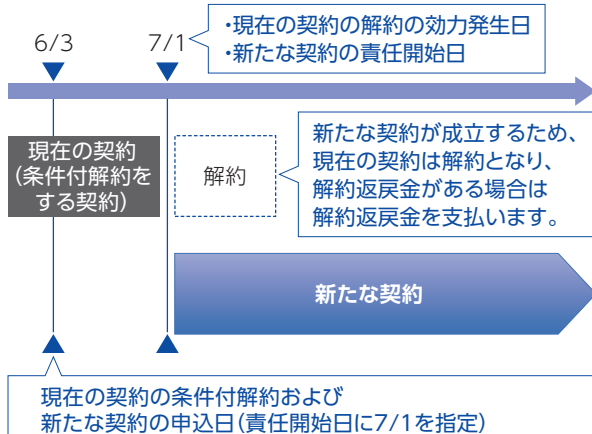 6/3
7/1
・現在の契約の解約の効力発生日
・新たな契約の責任開始日
現在の契約
(条件付解約を
する契約)
解約
新たな契約が成立するため、
現在の契約は解約となり、
解約返戻金がある場合は
解約返戻金を支払います。
新たな契約
現在の契約の条件付解約および
新たな契約の申込日(責任開始日に7/1を指定)